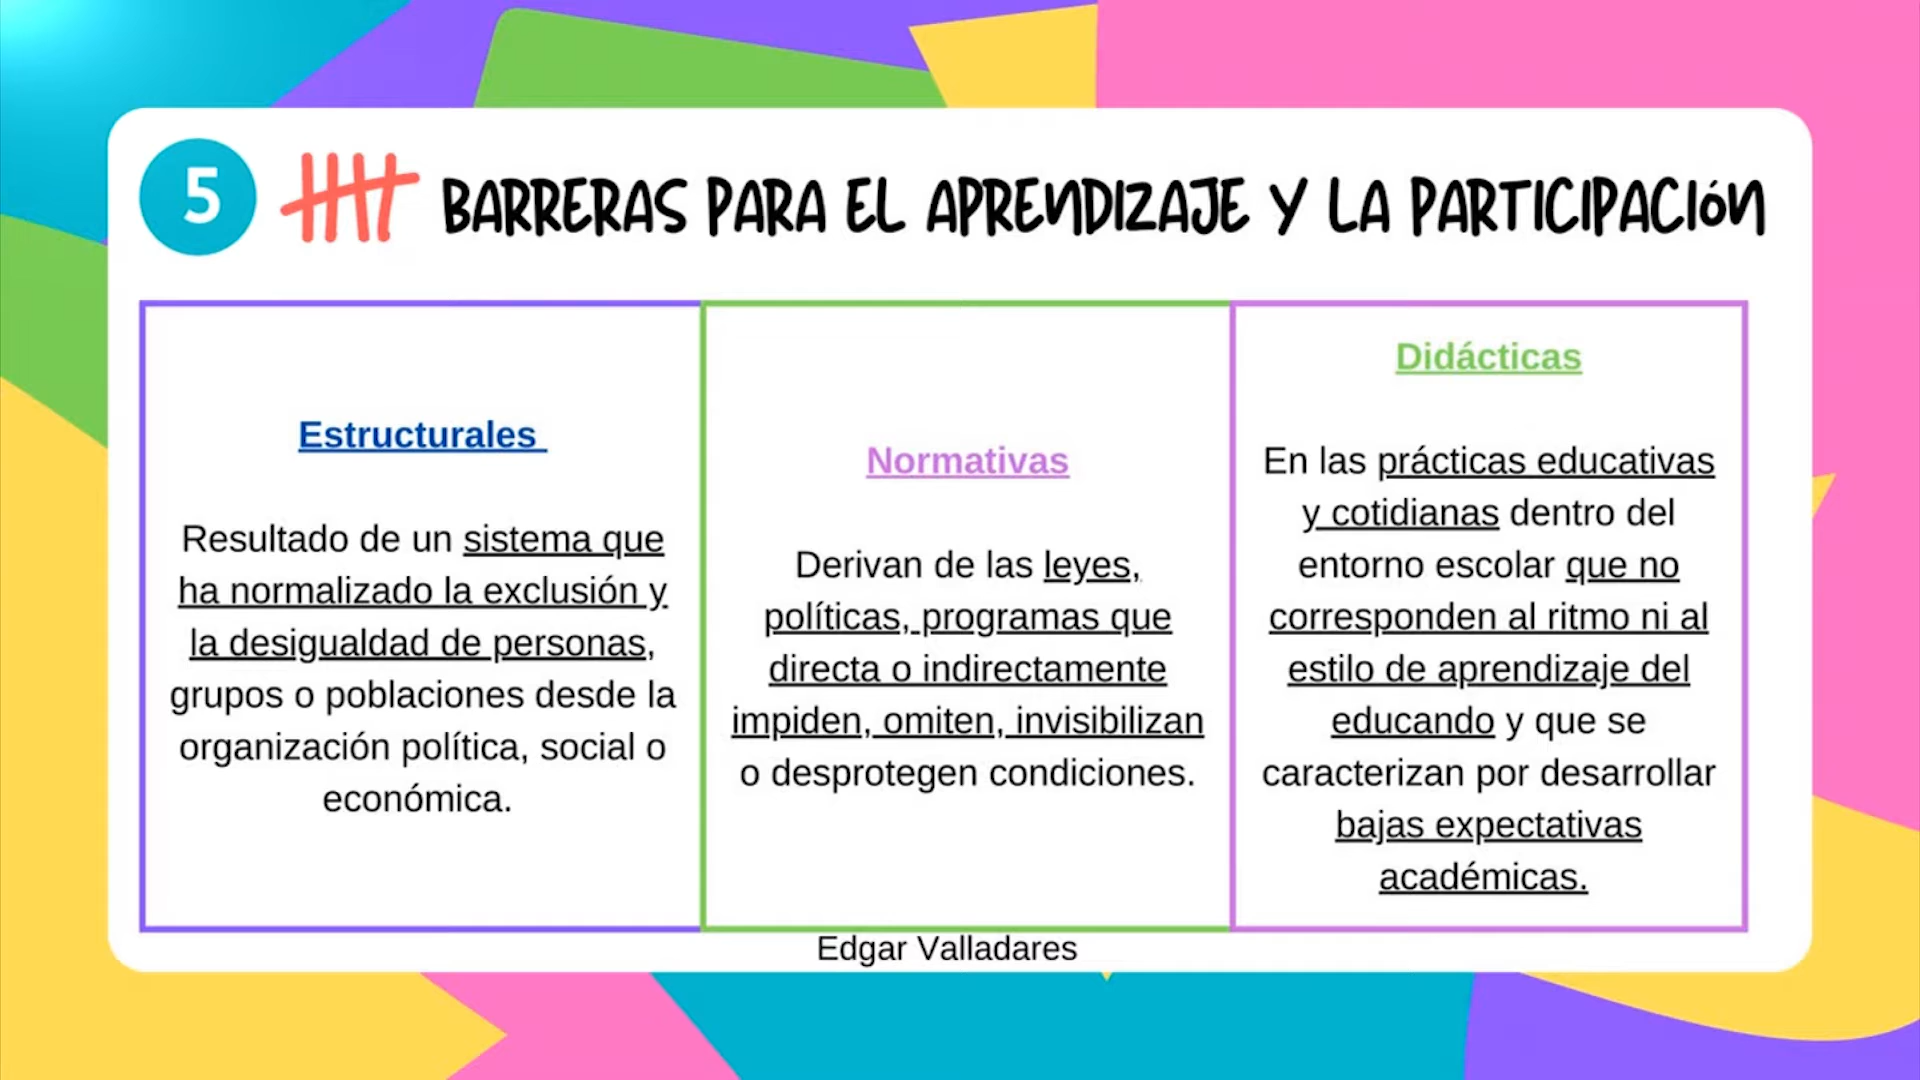 5 BARRERAS PARA EL APRENDIZAJE Y LA PARTICIPACIÓN
Estructurales
Resultado de un sistema que
ha normalizado la exclusión y
la desigualdad de personas,
grupos o poblaciones desde la
organización política, social o
económica.
Normativas
Derivan de las leyes,
políticas, programas que
directa o indirectamente
impiden, omiten, invisibilizan
o desprotegen condiciones.
Didácticas
En las prácticas educativas
y cotidianas dentro del
entorno escolar que no
corresponden al ritmo ni al
estilo de aprendizaje del
educando y que se
caracterizan por desarrollar
bajas expectativas
académicas.
Edgar Valladares